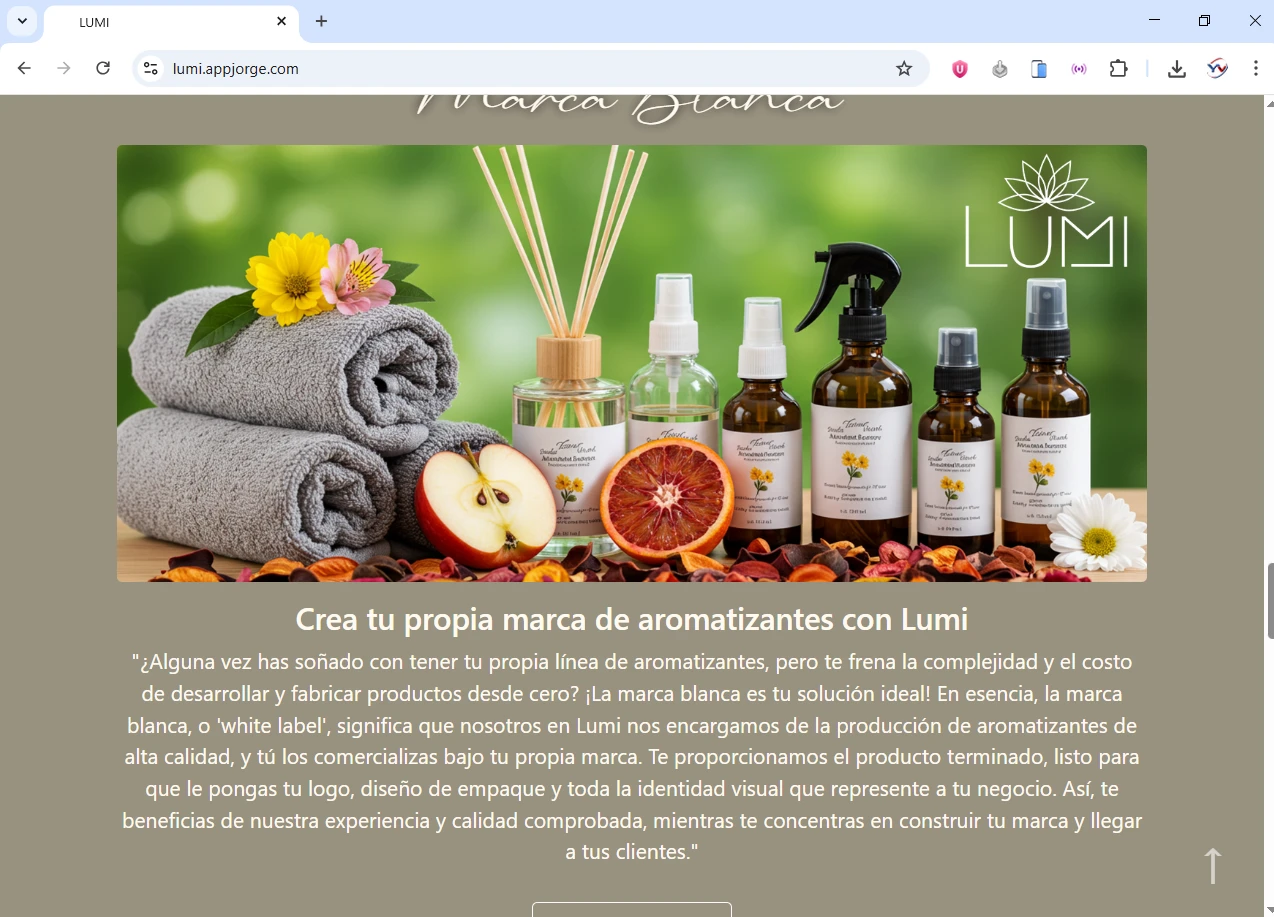 LUMI
lumi.appjorge.com
Marca Blanca
LUMI
Crea tu propia marca de aromatizantes con Lumi
"¿Alguna vez has soñado con tener tu propia línea de aromatizantes, pero te frena la complejidad y el costo
de desarrollar y fabricar productos desde cero? ¡La marca blanca es tu solución ideal! En esencia, la marca
blanca, o 'white label', significa que nosotros en Lumi nos encargamos de la producción de aromatizantes de
alta calidad, y tú los comercializas bajo tu propia marca. Te proporcionamos el producto terminado, listo para
que le pongas tu logo, diseño de empaque y toda la identidad visual que represente a tu negocio. Así, te
beneficias de nuestra experiencia y calidad comprobada, mientras te concentras en construir tu marca y llegar
a tus clientes."